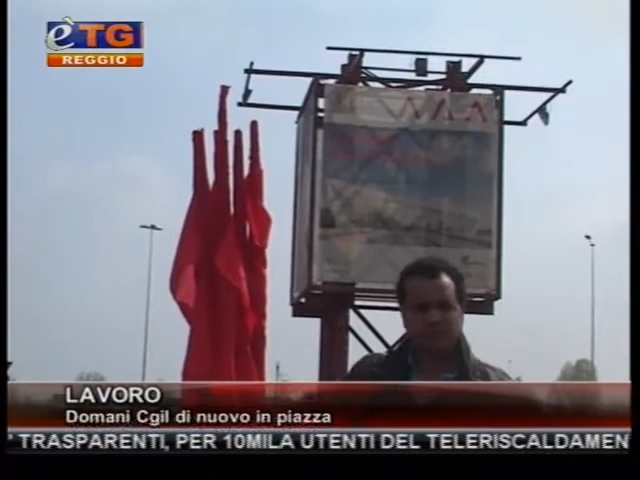 èTG
REGGIO
LAVORO
Domani Cgil di nuovo in piazza
TRASPARENTI, PER 10MILA UTENTI DEL TELERISCALDAMEN